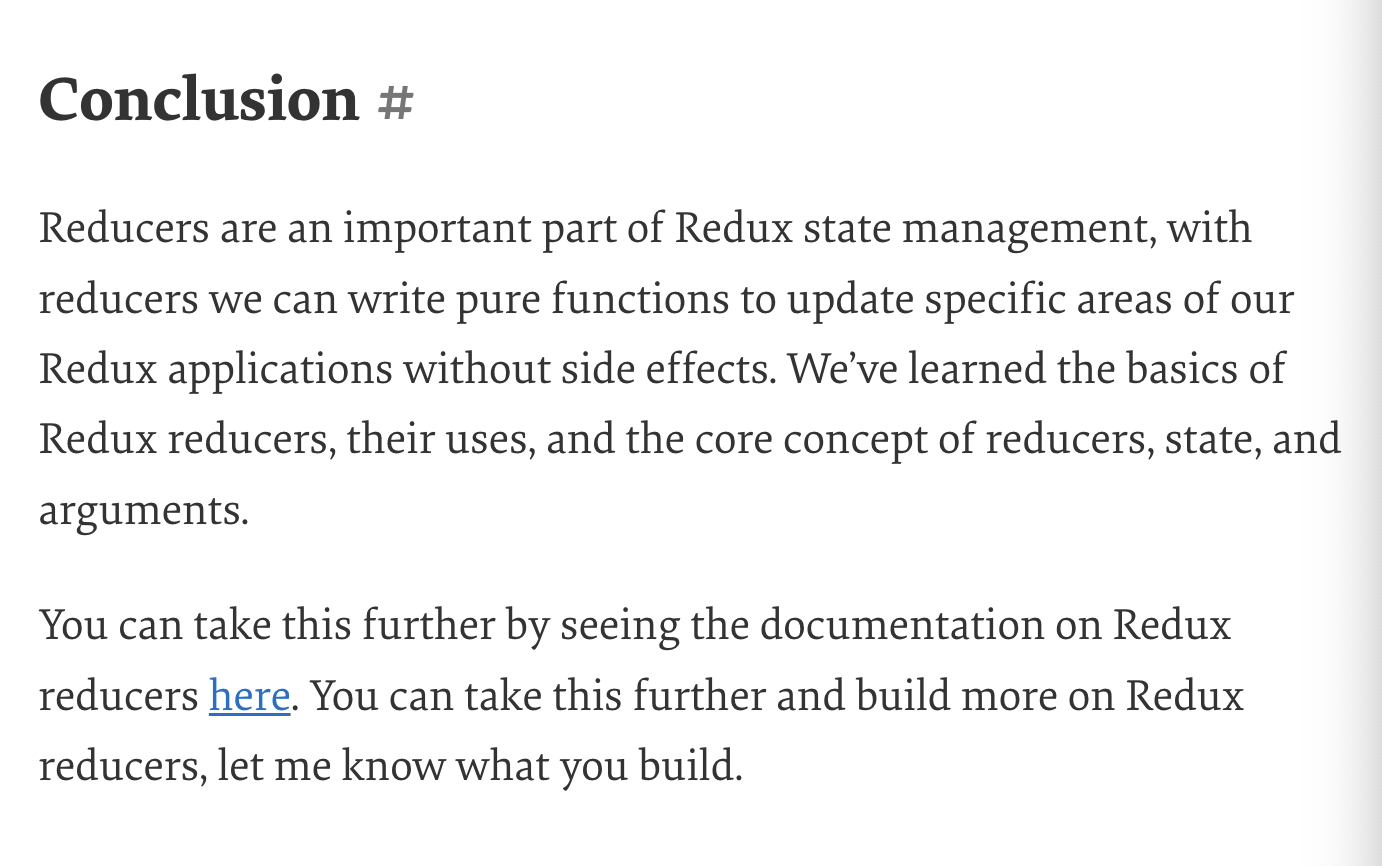 Conclusion #
Reducers are an important part of Redux state management, with
reducers we can write pure functions to update specific areas of our
Redux applications without side effects. We’ve learned the basics of
Redux reducers, their uses, and the core concept of reducers, state, and
arguments.
You can take this further by seeing the documentation on Redux
reducers here. You can take this further and build more on Redux
reducers, let me know what you build.